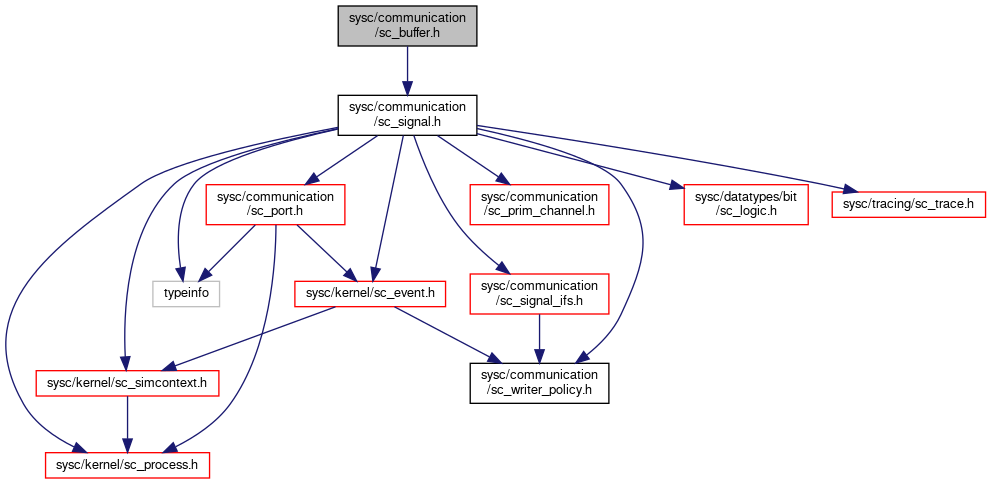 sysc/communication
/sc_buffer.h
sysc/communication
/sc_signal.h
sysc/communication
/sc_port.h
sysc/communication
/sc_prim_channel.h
sysc/datatypes/bit
/sc_logic.h
sysc/tracing/sc_trace.h
typeinfo
sysc/kernel/sc_event.h
sysc/communication
/sc_signal_ifs.h
sysc/kernel/sc_simcontext.h
sysc/communication
/sc_writer_policy.h
sysc/kernel/sc_process.h